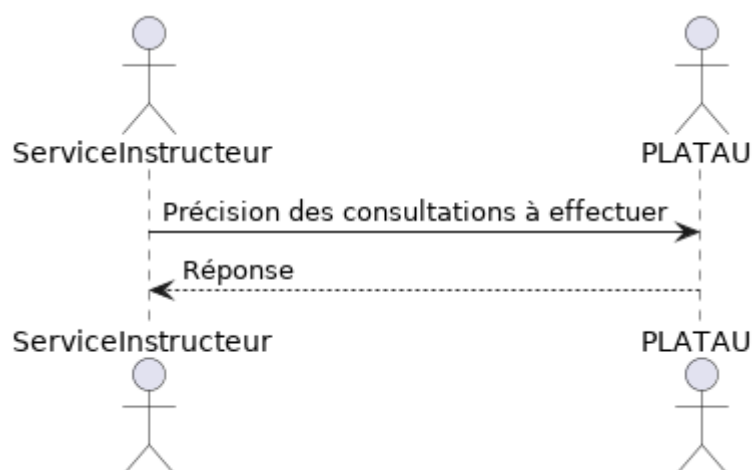 ServiceInstructeur PLATAU
Précision des consultations à effectuer
Réponse
ServiceInstructeur PLATAU